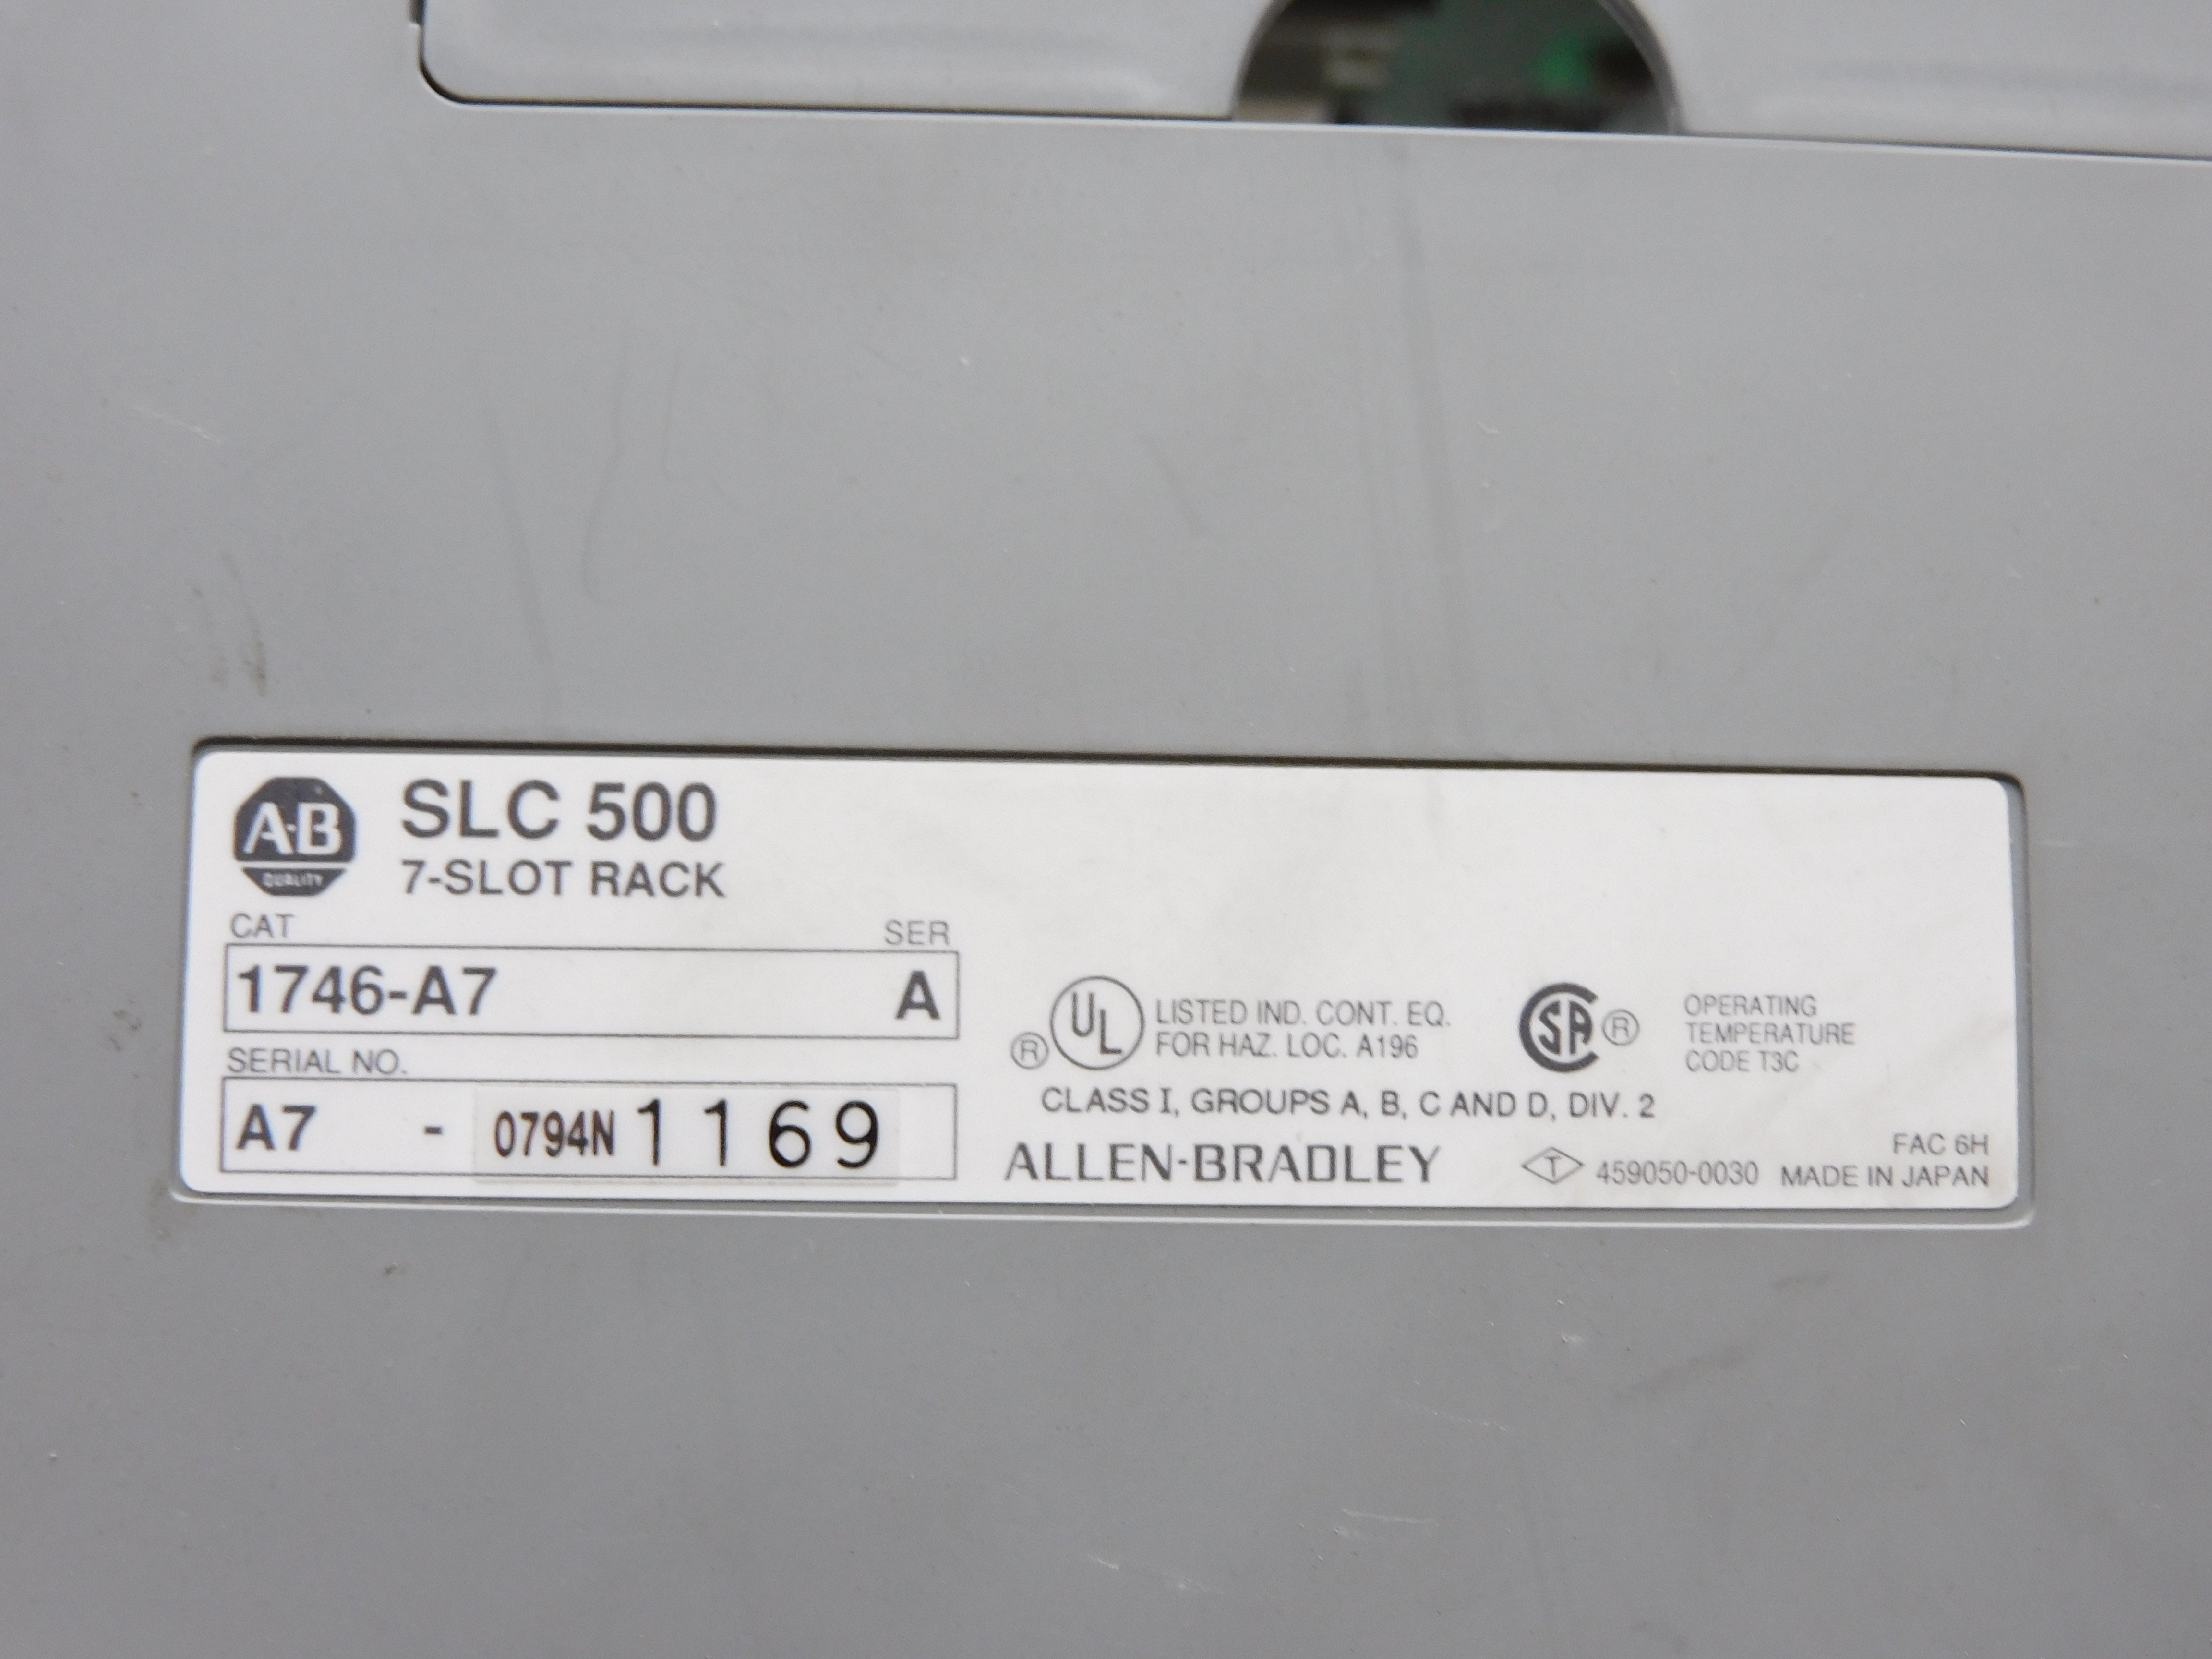 A-B
QUALITY
SLC 500
7-SLOT RACK
CAT SER
1746-A7 A
SERIAL NO.
A7 - 0794N 1169
® UL LISTED IND. CONT. EQ.
FOR HAZ. LOC. A196
SA ®
OPERATING
TEMPERATURE
CODE T3C
CLASS I, GROUPS A, B, C AND D, DIV. 2
ALLEN-BRADLEY
T 459050-0030
FAC 6H
MADE IN JAPAN